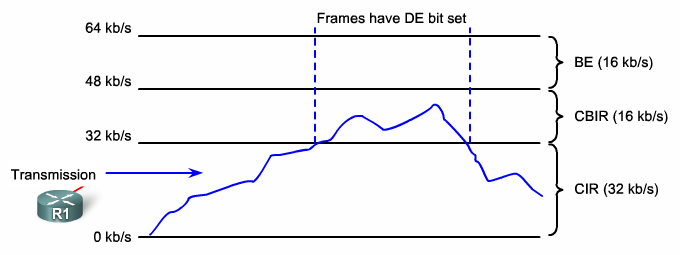 Frames have DE bit set
64 kb/s
BE (16 kb/s)
48 kb/s
CBIR (16 kb/s)
32 kb/s
Transmission
CIR (32 kb/s)
R1
0 kb/s